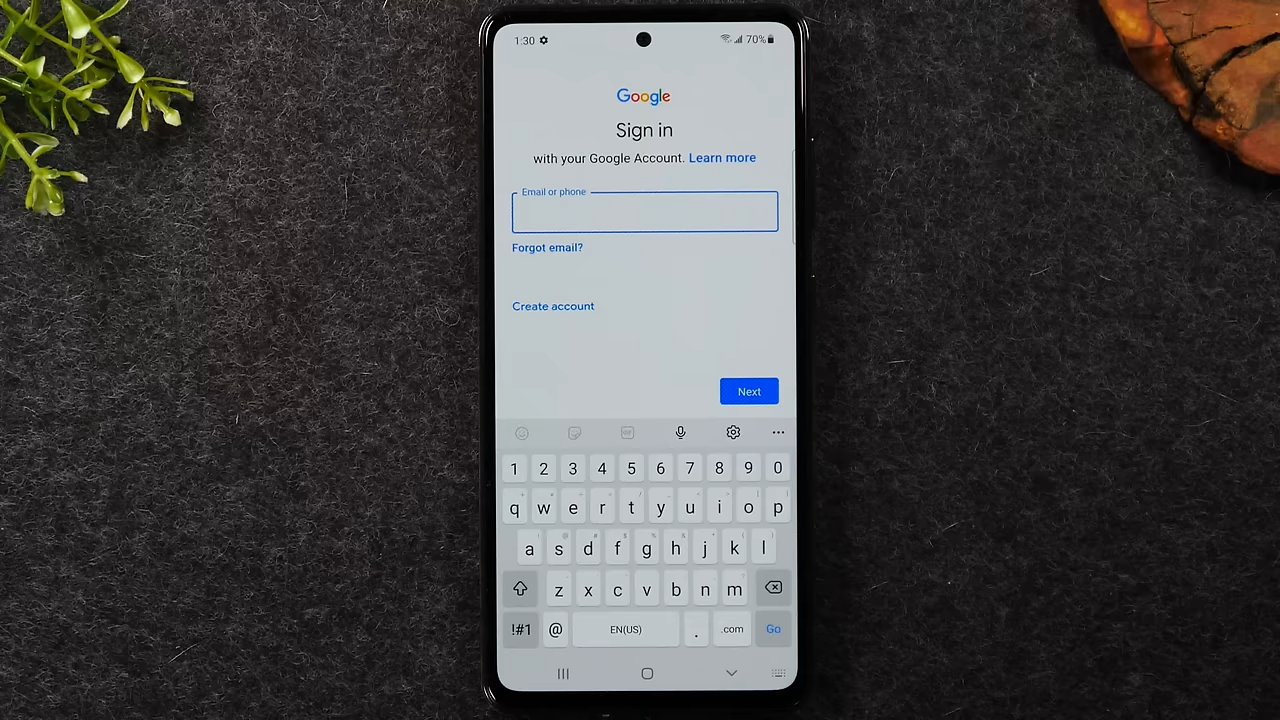 1:30 70%
Google
Sign in
with your Google Account. Learn more
Email or phone
Forgot email?
Create account
Next
GIF
1 2 3 4 5 6 7 8 9 0
q w e r t y u i o p
a s d f g h j k l
z x c v b n m
!#1 @ EN(US) . .com Go